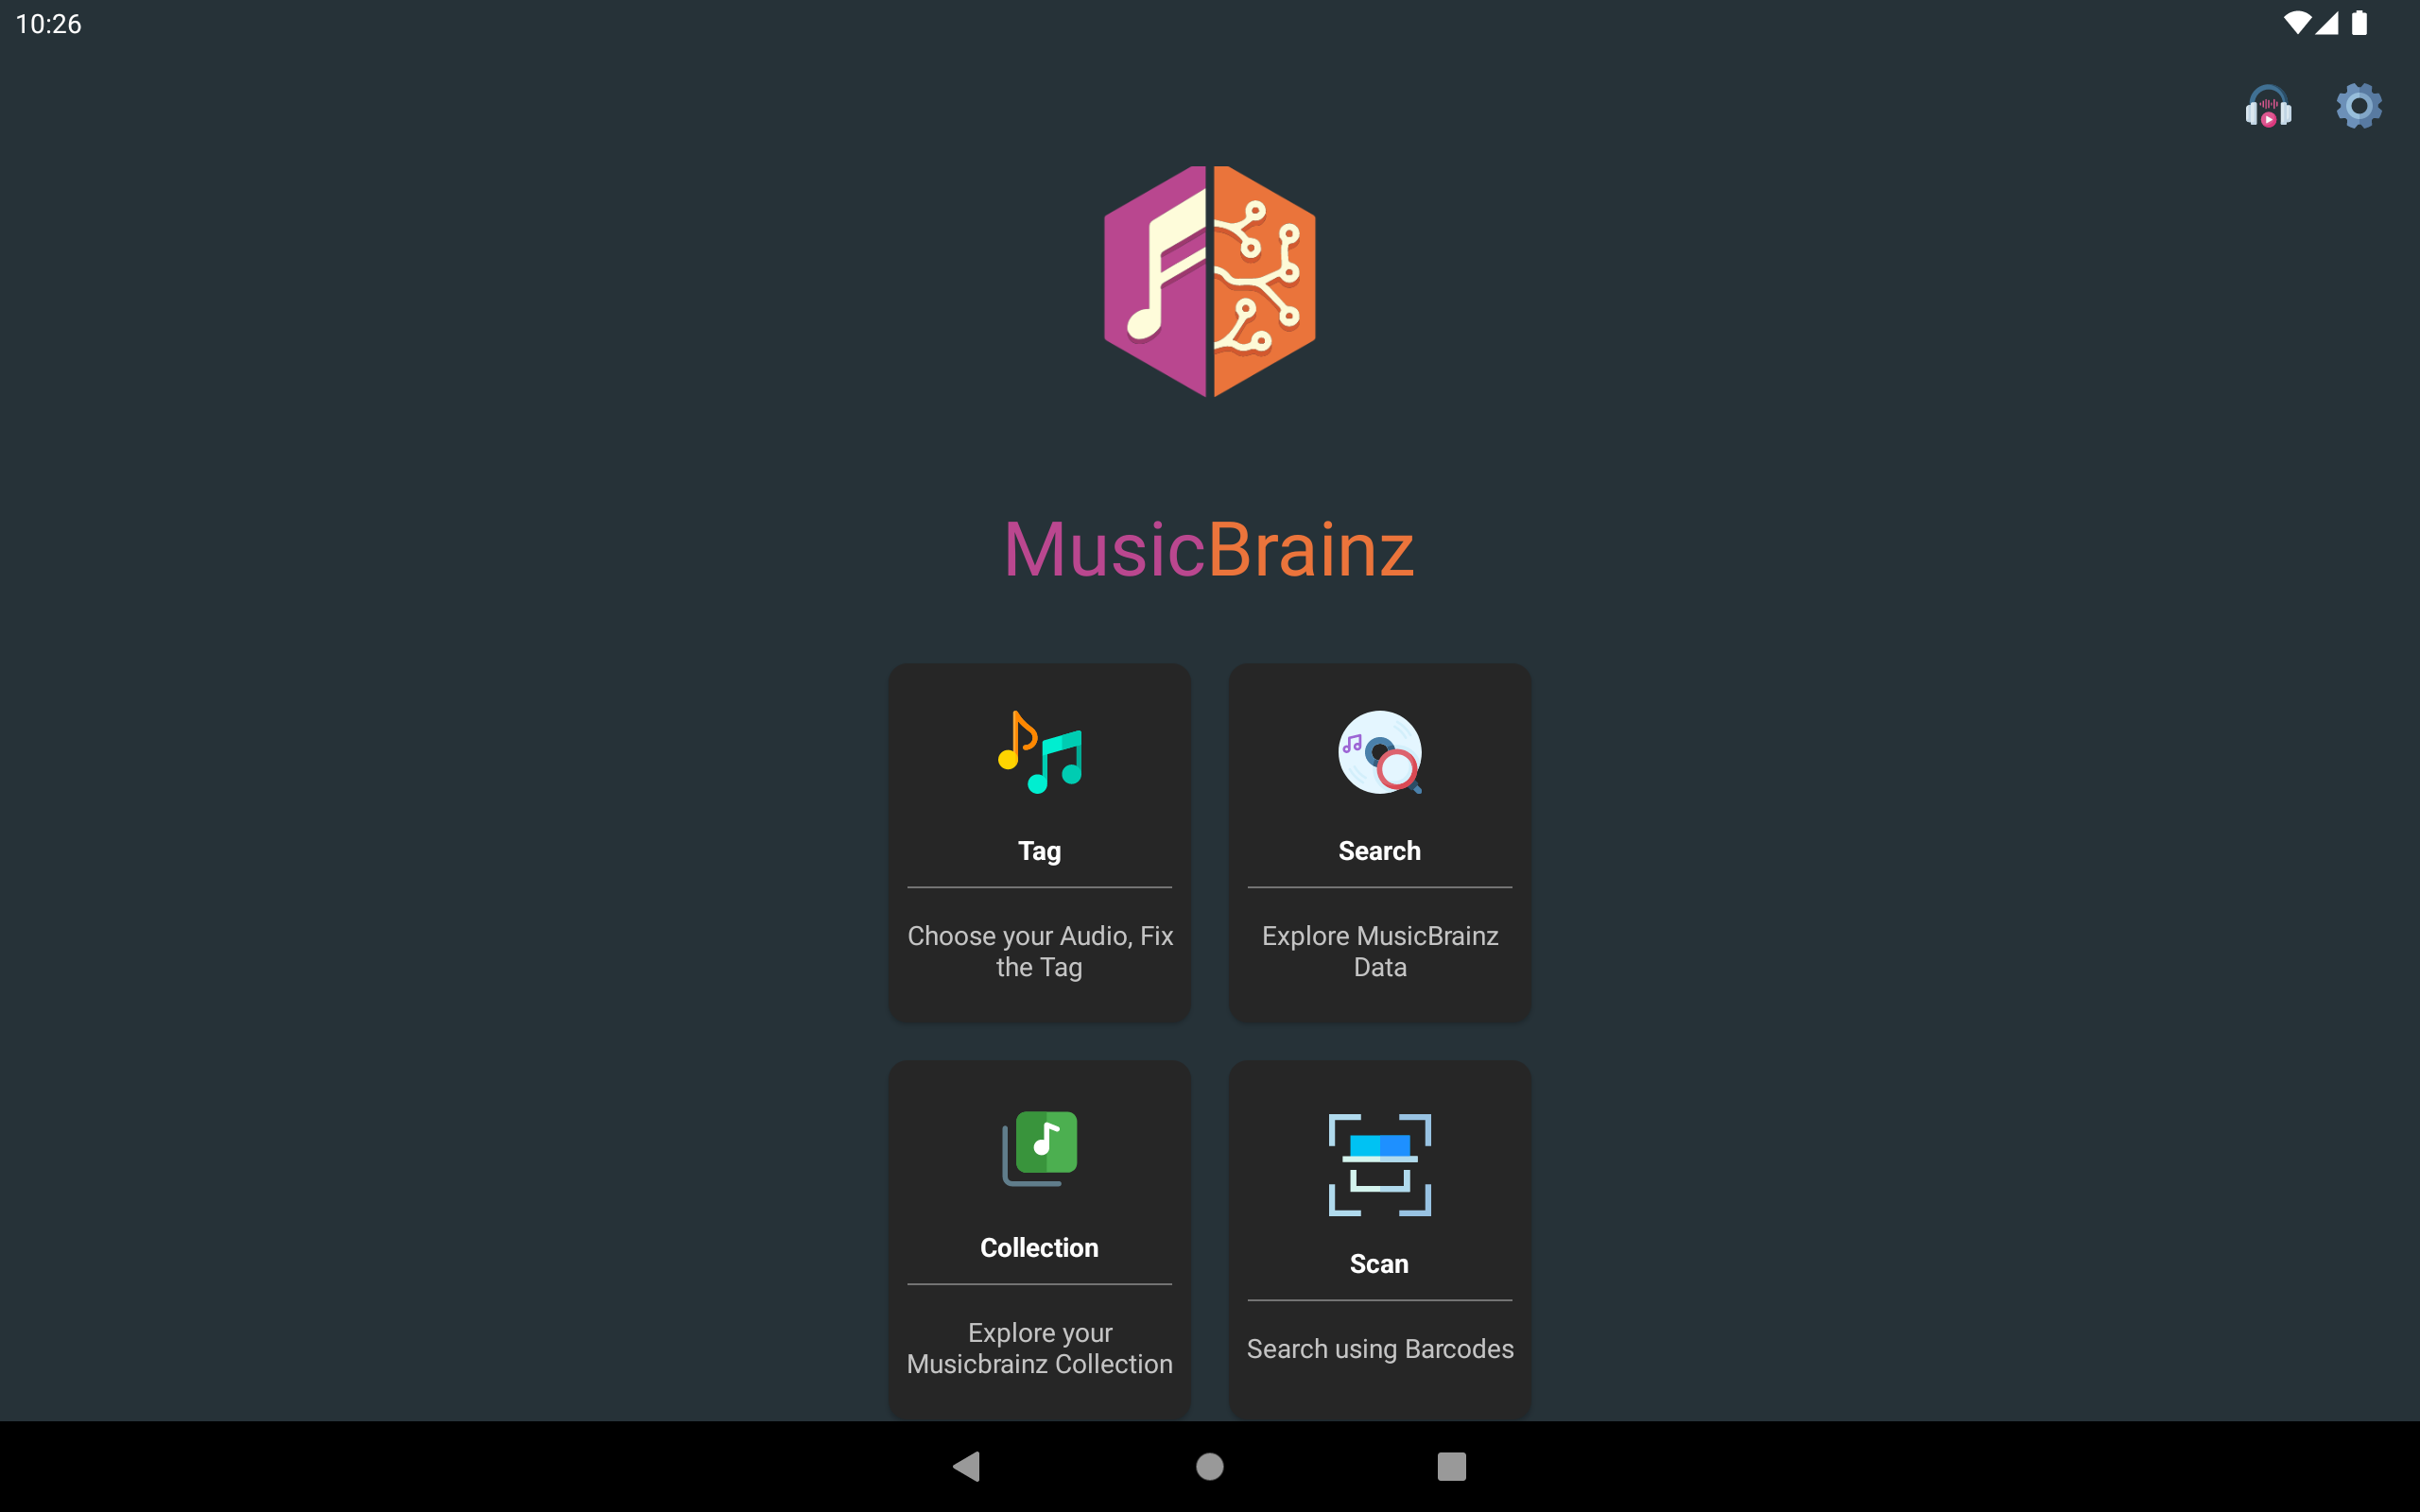 10:26
MusicBrainz
Tag
Choose your Audio, Fix
the Tag
Search
Explore MusicBrainz
Data
Collection
Explore your
Musicbrainz Collection
Scan
Search using Barcodes